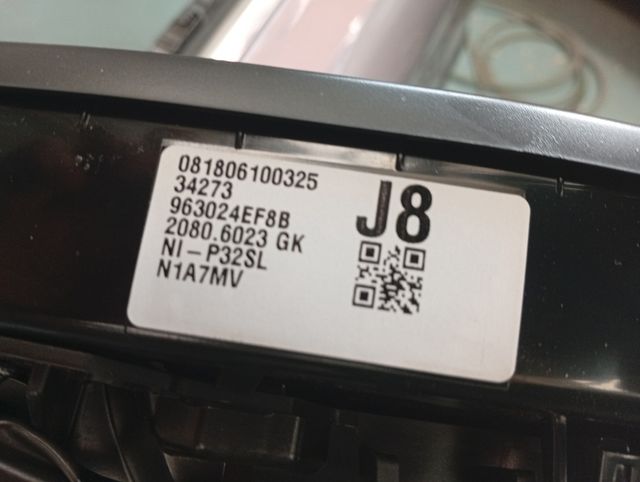 081806100325
34273
963024EF8B
2080.6023 GK
NI-P32SL
N1A7MV
J8